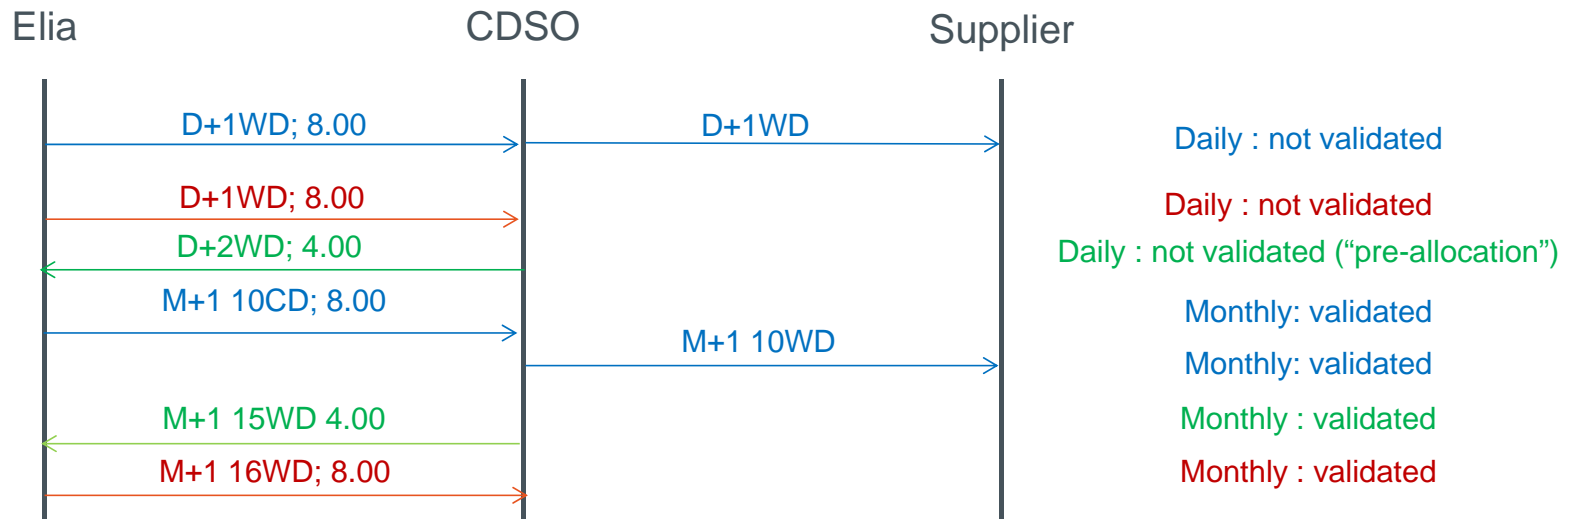 Elia
CDSO
Supplier
D+1WD; 8.00
D+1WD
Daily : not validated
D+1WD; 8.00
Daily : not validated
D+2WD; 4.00
Daily : not validated (“pre-allocation”)
M+1 10CD; 8.00
Monthly: validated
M+1 10WD
Monthly: validated
M+1 15WD 4.00
Monthly : validated
M+1 16WD; 8.00
Monthly : validated